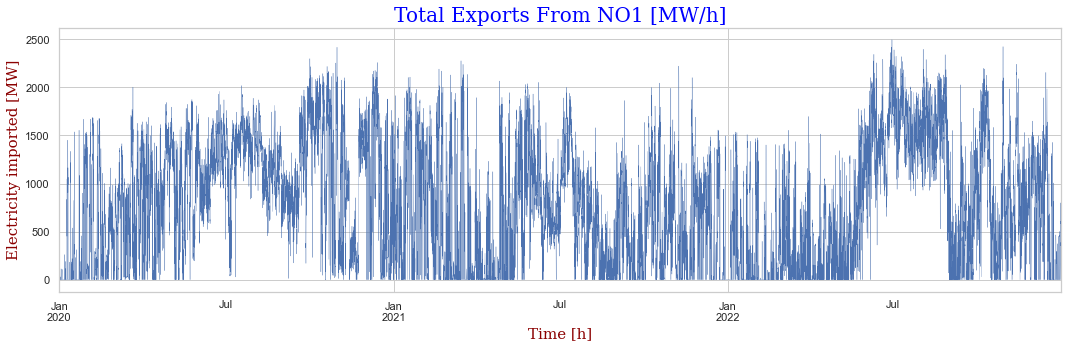 Total Exports From NO1 [MW/h]
Electricity imported [MW]
2500
2000
1500
1000
500
0
Jan Jul Jan Jul Jan Jul
2020 2021 2022
Time [h]